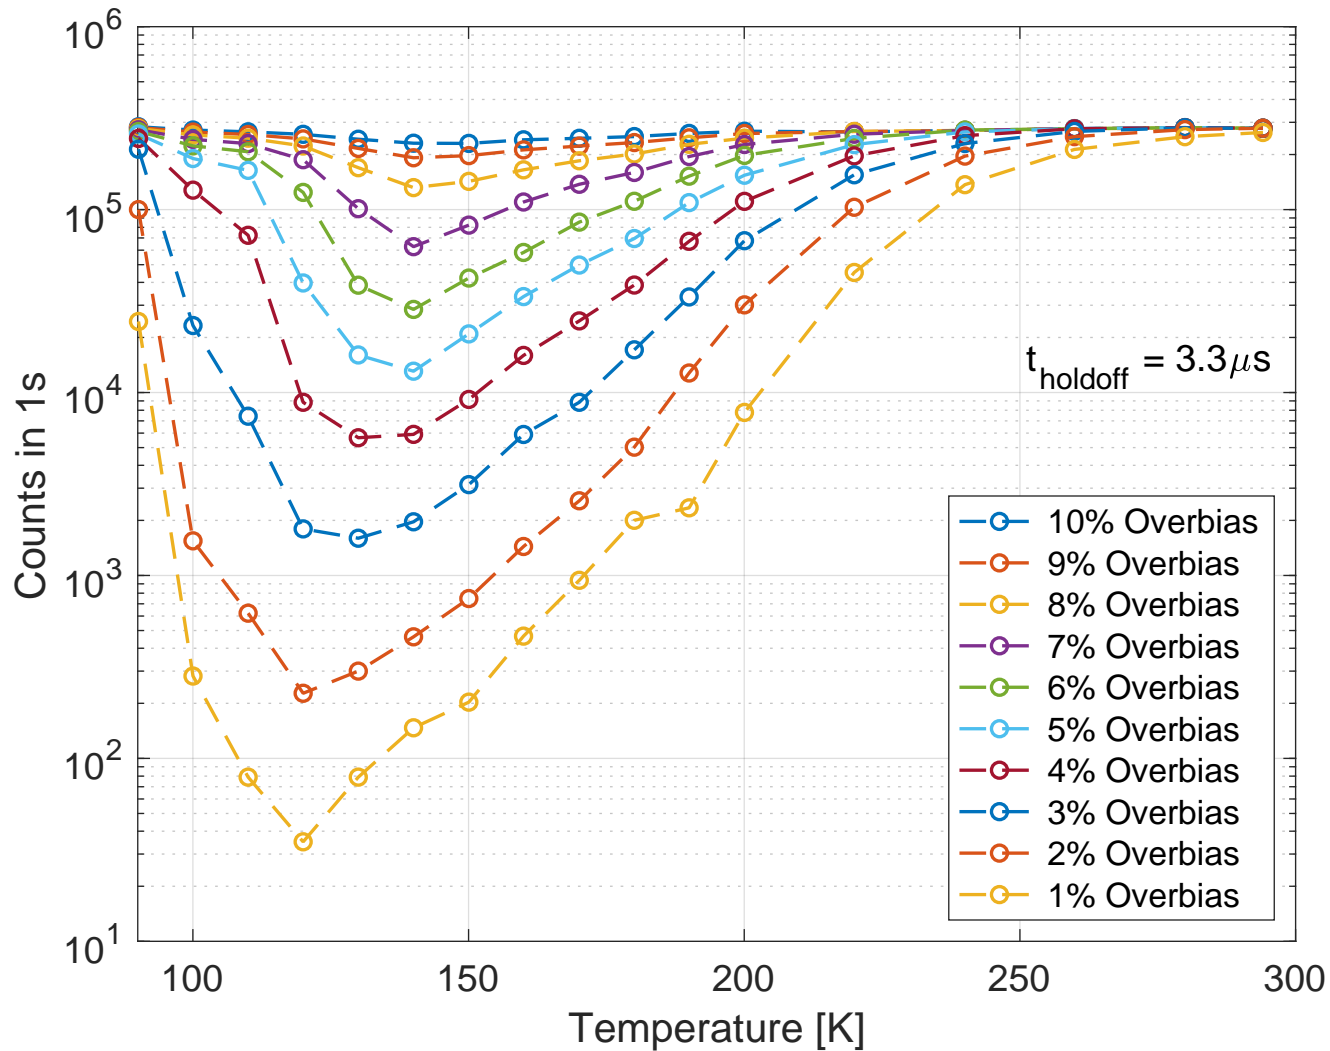 10^6
10^5
10^4
10^3
10^2
10^1
Counts in 1s
t_holdoff = 3.3μs
10% Overbias
9% Overbias
8% Overbias
7% Overbias
6% Overbias
5% Overbias
4% Overbias
3% Overbias
2% Overbias
1% Overbias
100 150 200 250 300
Temperature [K]